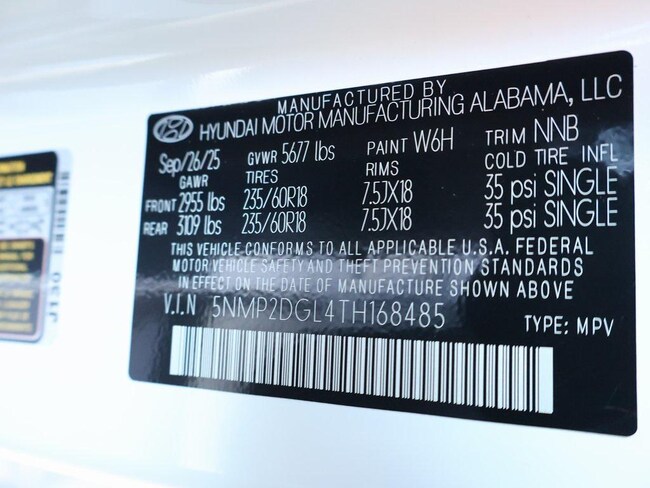 MANUFACTURED BY
HYUNDAI MOTOR MANUFACTURING ALABAMA, LLC
Sep/26/25 GVWR 5677 lbs PAINT W6H TRIM NNB
GAWR TIRES RIMS COLD TIRE INFL
FRONT 2955 lbs 235/60R18 7.5JX18 35 psi SINGLE
REAR 3109 lbs 235/60R18 7.5JX18 35 psi SINGLE
THIS VEHICLE CONFORMS TO ALL APPLICABLE U.S.A. FEDERAL
MOTOR VEHICLE SAFETY AND THEFT PREVENTION STANDARDS
IN EFFECT ON THE DATE OF MANUFACTURE SHOWN ABOVE
V.I.N 5NMP2DGL4TH168485 TYPE: MPV